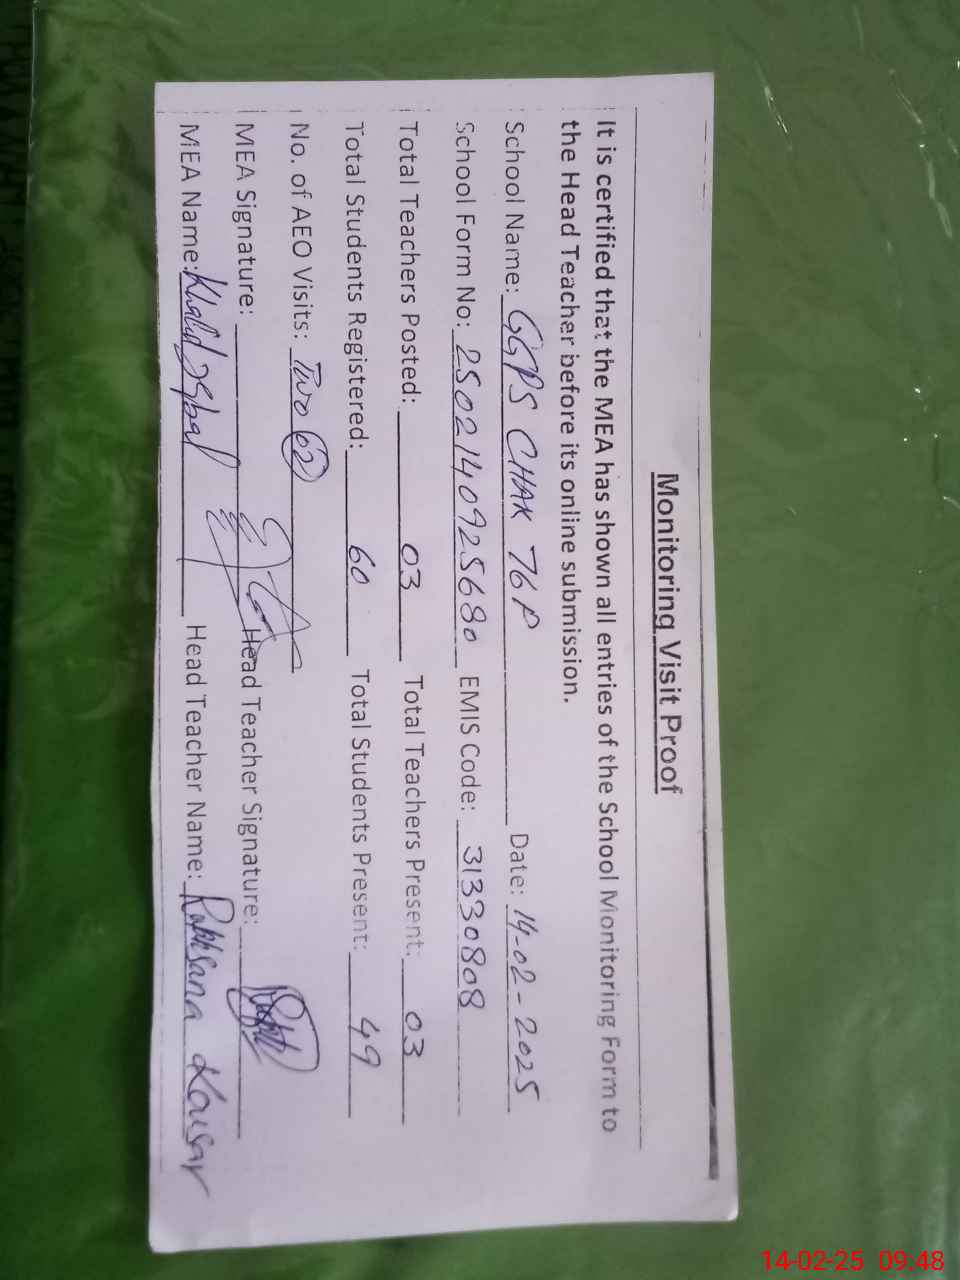 Monitoring Visit Proof
It is certified that the MEA has shown all entries of the School Monitoring Form to
the Head Teacher before its online submission.
School Name: GGPS CHAK 76P Date: 14-02-2025
School Form No: 2502140925680 EMIS Code: 31330808
Total Teachers Posted: 03 Total Teachers Present: 03
Total Students Registered: 60 Total Students Present: 49
No. of AEO Visits: Two 02
MEA Signature: Head Teacher Signature:
MEA Name: Khalid Iqbal Head Teacher Name: Rukhsana Kousar
14-02-25 09:48